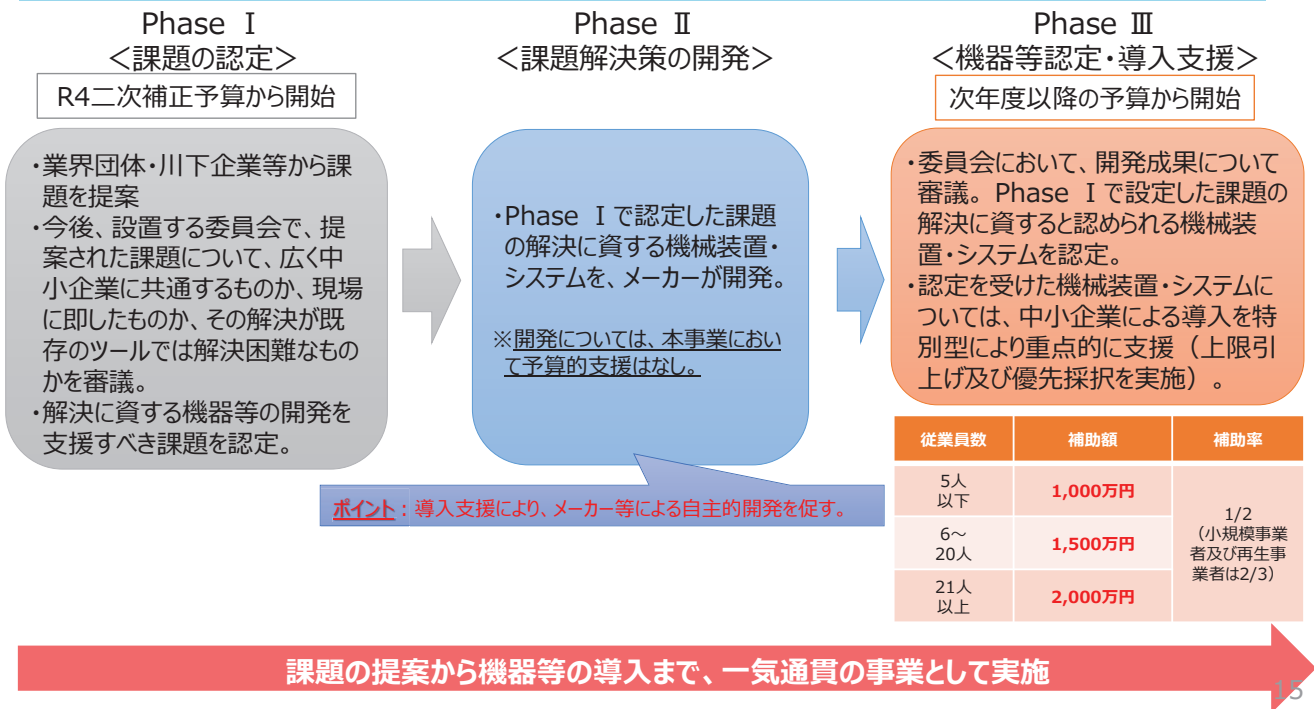 Phase Ⅰ
＜課題の認定＞
R4二次補正予算から開始
・業界団体・川下企業等から課
題を提案
・今後、設置する委員会で、提
案された課題について、広く中
小企業に共通するものか、現場
に即したものか、その解決が既
存のツールでは解決困難なもの
かを審議。
・解決に資する機器等の開発を
支援すべき課題を認定。
Phase Ⅱ
＜課題解決策の開発＞
・Phase Ⅰで認定した課題
の解決に資する機械装置・
システムを、メーカーが開発。
※開発については、本事業におい
て予算的支援はなし。
ポイント：導入支援により、メーカー等による自主的開発を促す。
Phase Ⅲ
＜機器等認定・導入支援＞
次年度以降の予算から開始
・委員会において、開発成果について
審議。Phase Ⅰで設定した課題の
解決に資すると認められる機械装
置・システムを認定。
・認定を受けた機械装置・システムに
ついては、中小企業による導入を特
別型により重点的に支援（上限引
上げ及び優先採択を実施）。
従業員数 補助額 補助率
5人
以下
1,000万円
6～
20人
1,500万円
21人
以上
2,000万円
1/2
（小規模事業
者及び再生事
業者は2/3）
課題の提案から機器等の導入まで、一気通貫の事業として実施
15